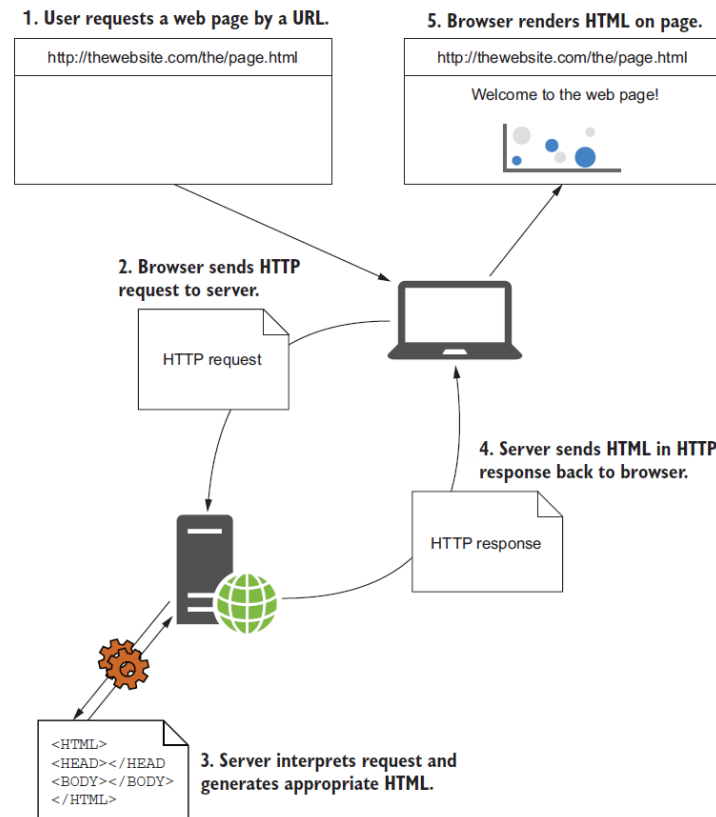 1. User requests a web page by a URL.
http://thewebsite.com/the/page.html
5. Browser renders HTML on page.
http://thewebsite.com/the/page.html
Welcome to the web page!
2. Browser sends HTTP
request to server.
HTTP request
4. Server sends HTML in HTTP
response back to browser.
HTTP response
<HTML>
<HEAD></HEAD
<BODY></BODY>
</HTML>
3. Server interprets request and
generates appropriate HTML.